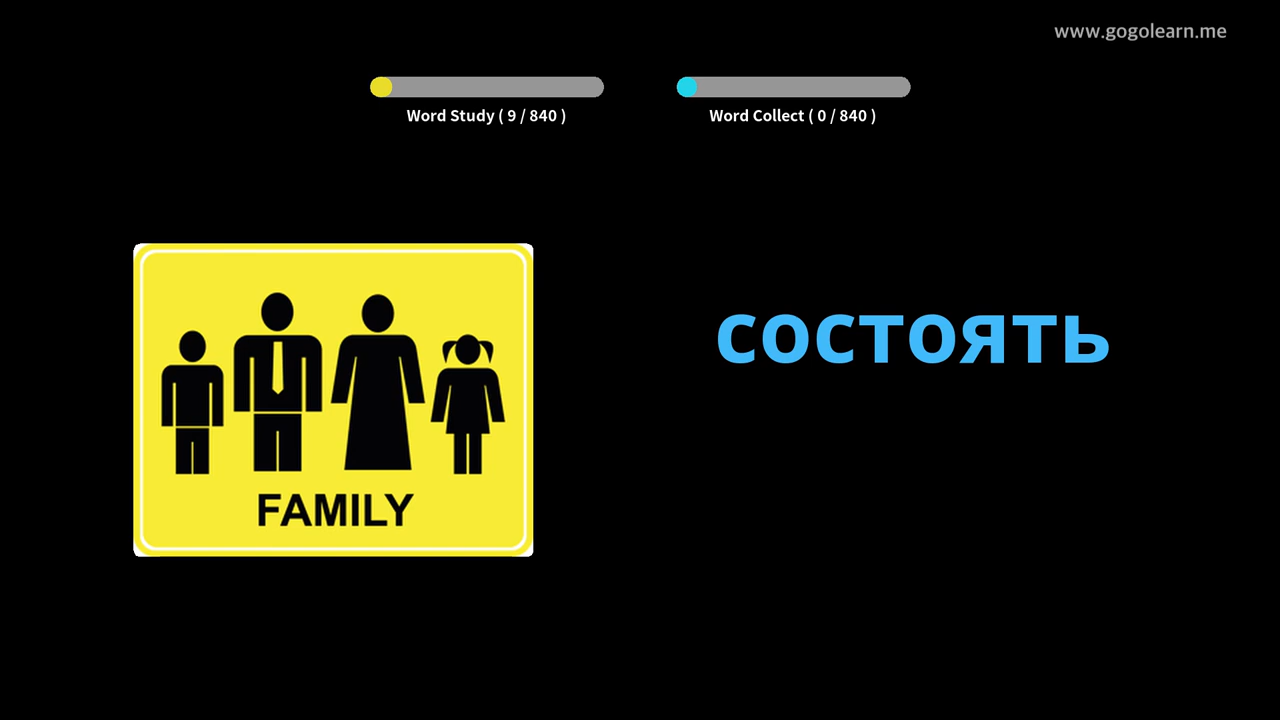 www.gogolearn.me
Word Study ( 9 / 840 )
Word Collect ( 0 / 840 )
состоять
FAMILY